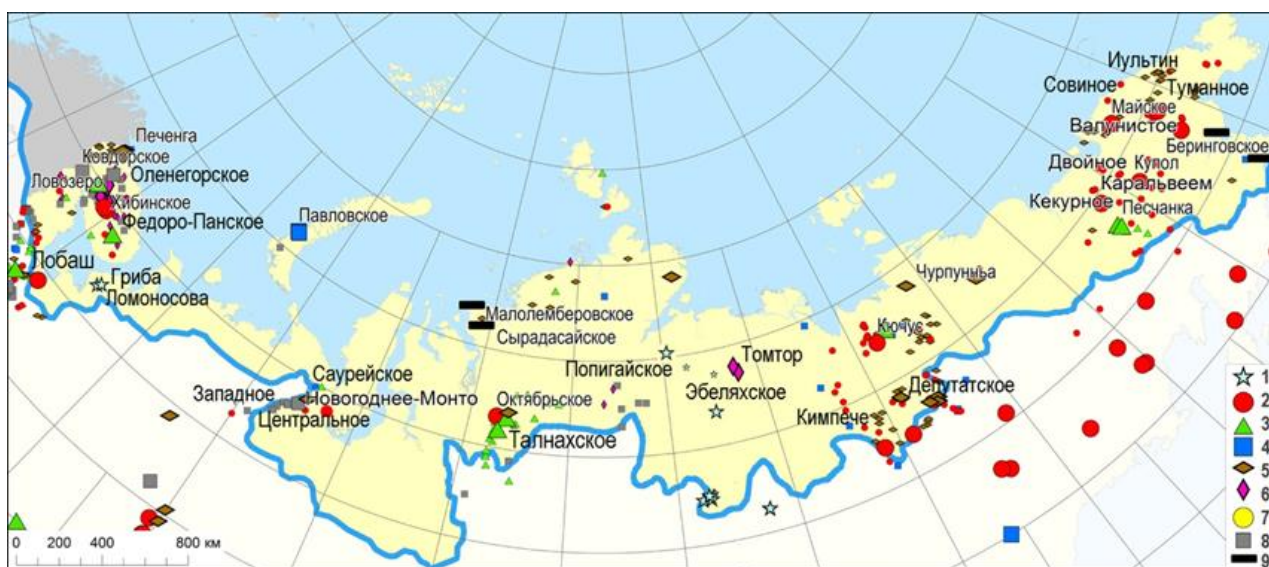 Иультин
Совиное
Туманное
Майское
Валунистое
Беринговское
Печенга
Ковдорское
Оленегорское
Ловозеро
Хибинское
Федоро-Панское
Двойное
Купол
Каральвеем
Кекурное
Песчанка
Павловское
Лобаш
Гриба
Ломоносова
Чурпунньа
Малолемберовское
Сырадасайское
Кючус
Томтор
Попигайское
Эбеляхское
Саурейское
Западное
Новогоднее-Монто
Центральное
Октябрьское
Талнахское
Депутатское
Кимпече
1
2
3
4
5
6
7
8
9
0 200 400 800 км